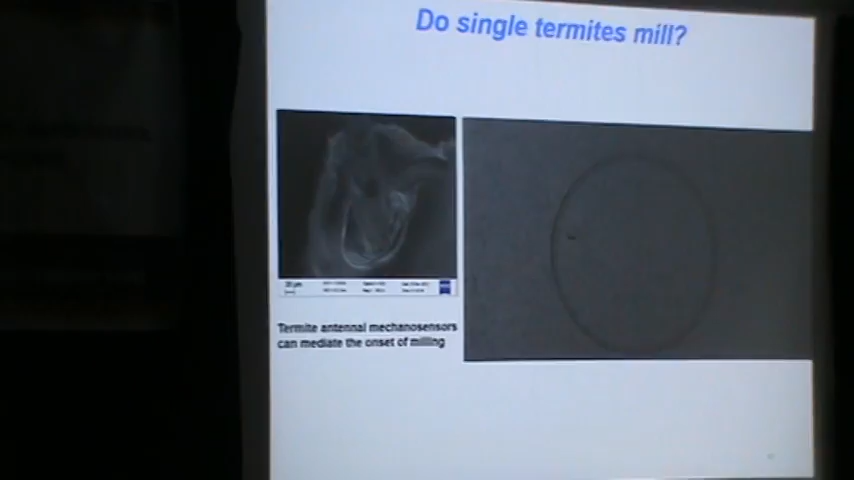 Do single termites mill?
Termite antennal mechanosensors
can mediate the onset of milling